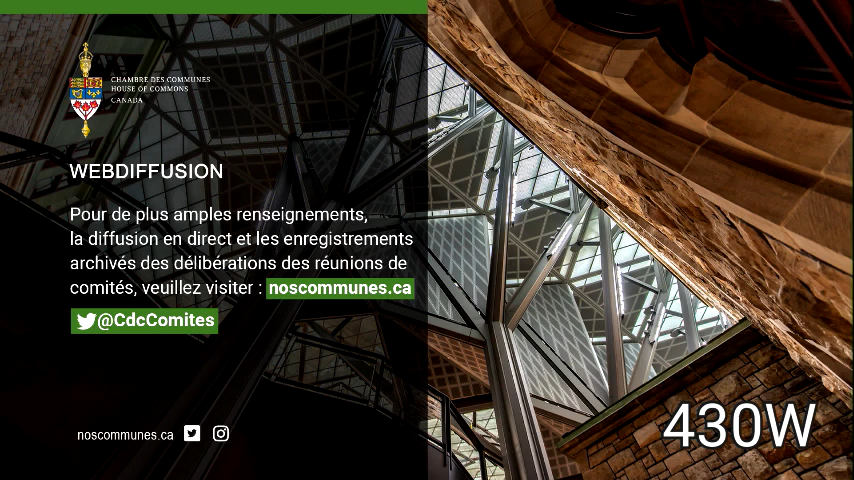 CHAMBRE DES COMMUNES
HOUSE OF COMMONS
CANADA
WEBDIFFUSION
Pour de plus amples renseignements,
la diffusion en direct et les enregistrements
archivés des délibérations des réunions de
comités, veuillez visiter : noscommunes.ca
@CdcComites
noscommunes.ca
430W